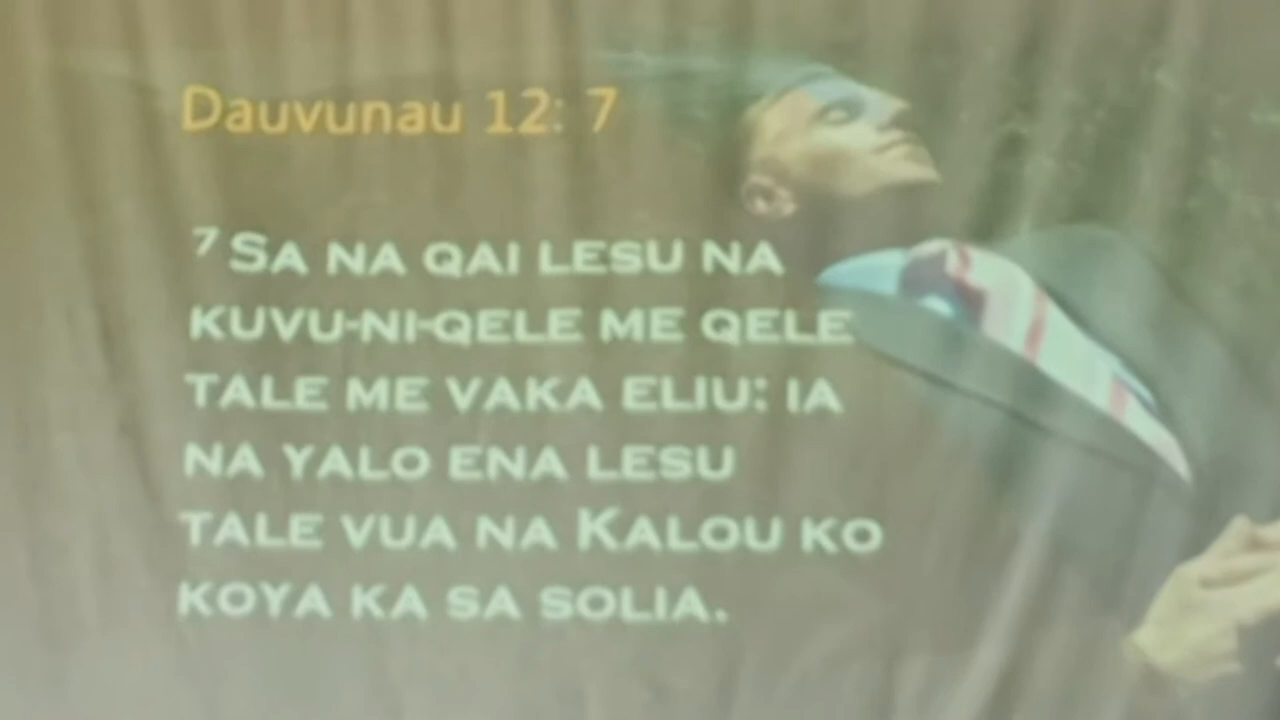 Dauvunau 12: 7
⁷ SA NA QAI LESU NA
KUVU-NI-QELE ME QELE
TALE ME VAKA ELIU: IA
NA YALO ENA LESU
TALE VUA NA KALOU KO
KOYA KA SA SOLIA.